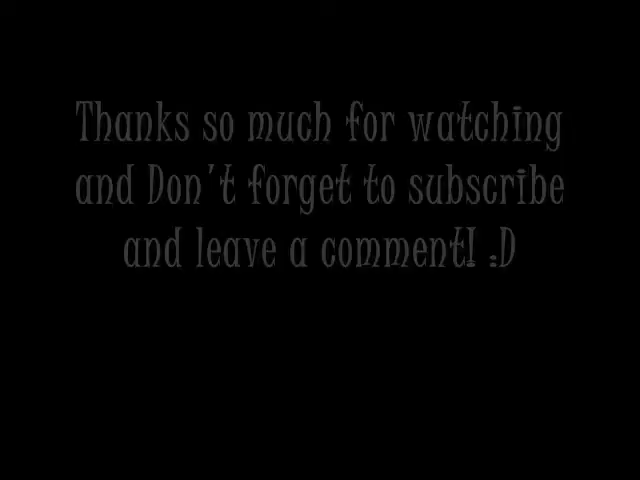 Thanks so much for watching
and Don't forget to subscribe
and leave a comment! :D